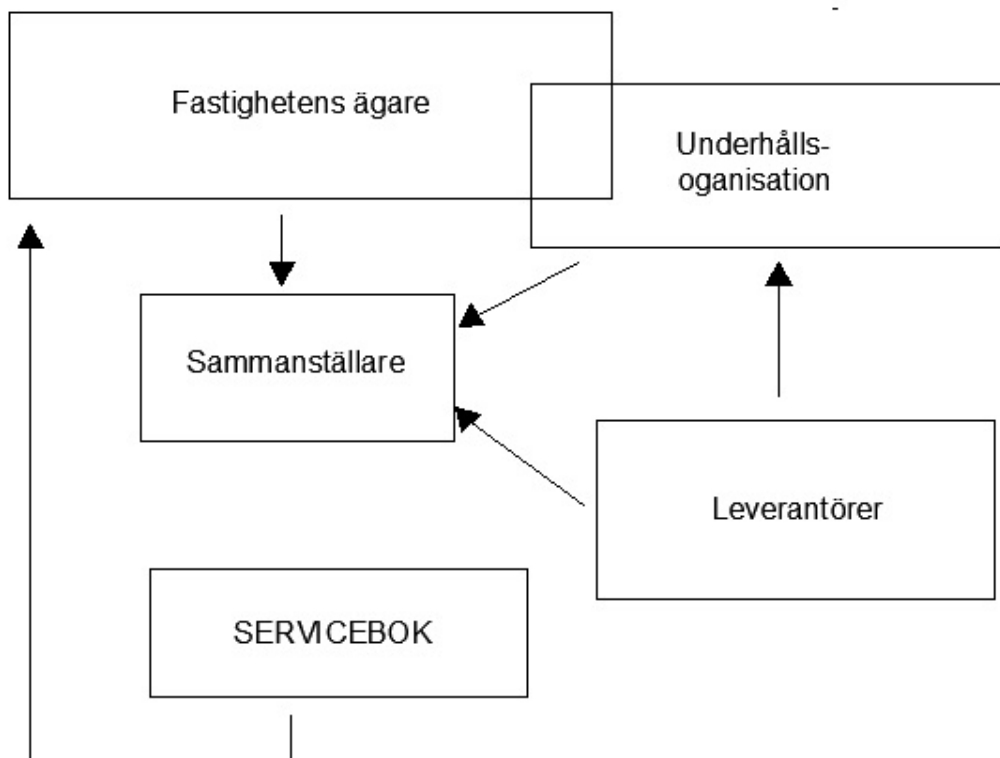 Fastighetens ägare
Underhålls-
oganisation
Sammanställare
Leverantörer
SERVICEBOK